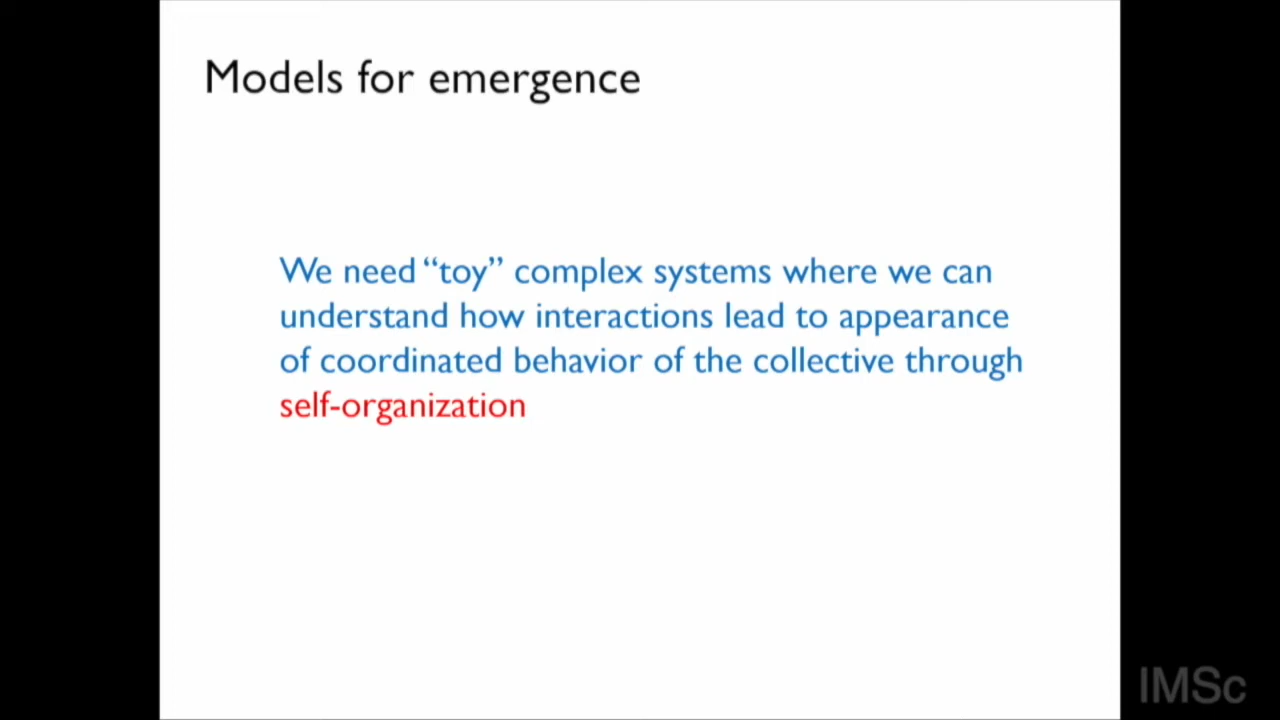 Models for emergence
We need “toy” complex systems where we can
understand how interactions lead to appearance
of coordinated behavior of the collective through
self-organization
IMSc